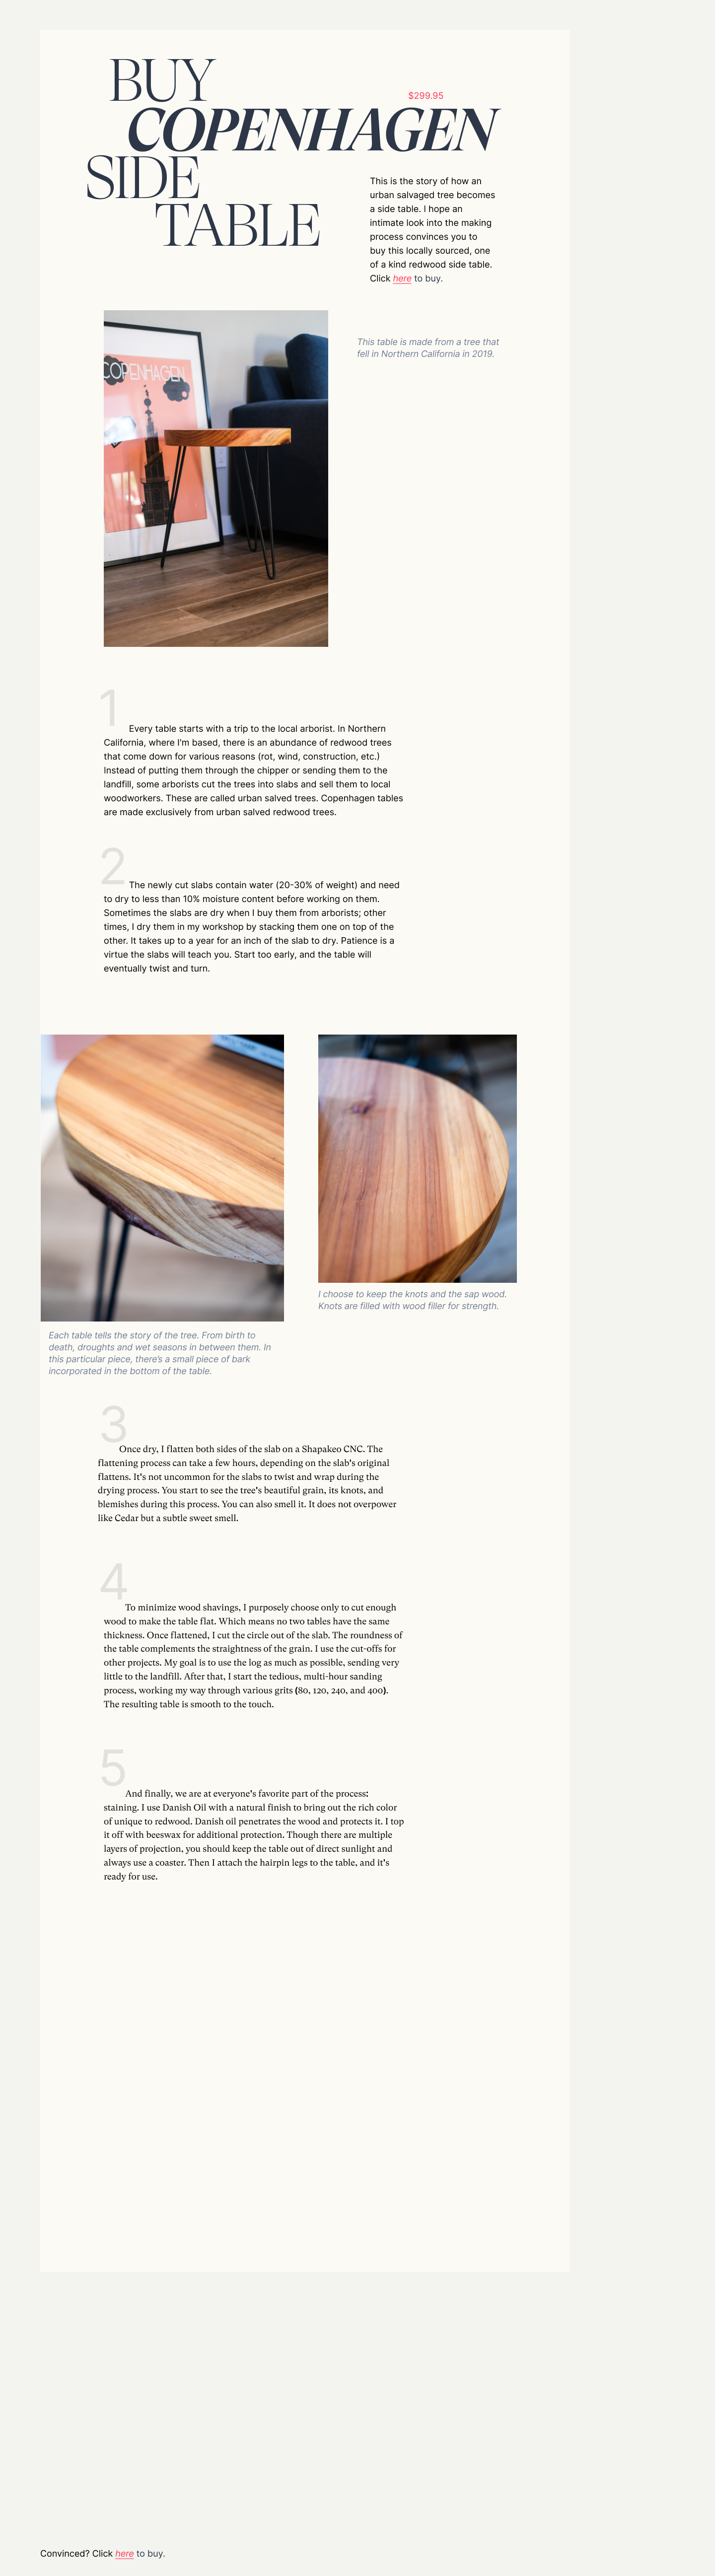 BUY
$299.95
COPENHAGEN
SIDE
TABLE
This is the story of how an
urban salvaged tree becomes
a side table. I hope an
intimate look into the making
process convinces you to
buy this locally sourced, one
of a kind redwood side table.
Click here to buy.
COPENHAGEN
This table is made from a tree that
fell in Northern California in 2019.
1
Every table starts with a trip to the local arborist. In Northern
California, where I'm based, there is an abundance of redwood trees
that come down for various reasons (rot, wind, construction, etc.)
Instead of putting them through the chipper or sending them to the
landfill, some arborists cut the trees into slabs and sell them to local
woodworkers. These are called urban salved trees. Copenhagen tables
are made exclusively from urban salved redwood trees.
2
The newly cut slabs contain water (20-30% of weight) and need
to dry to less than 10% moisture content before working on them.
Sometimes the slabs are dry when I buy them from arborists; other
times, I dry them in my workshop by stacking them one on top of the
other. It takes up to a year for an inch of the slab to dry. Patience is a
virtue the slabs will teach you. Start too early, and the table will
eventually twist and turn.
I choose to keep the knots and the sap wood.
Knots are filled with wood filler for strength.
Each table tells the story of the tree. From birth to
death, droughts and wet seasons in between them. In
this particular piece, there's a small piece of bark
incorporated in the bottom of the table.
3
Once dry, I flatten both sides of the slab on a Shapakeo CNC. The
flattening process can take a few hours, depending on the slab's original
flattens. It's not uncommon for the slabs to twist and wrap during the
drying process. You start to see the tree's beautiful grain, its knots, and
blemishes during this process. You can also smell it. It does not overpower
like Cedar but a subtle sweet smell.
4
To minimize wood shavings, I purposely choose only to cut enough
wood to make the table flat. Which means no two tables have the same
thickness. Once flattened, I cut the circle out of the slab. The roundness of
the table complements the straightness of the grain. I use the cut-offs for
other projects. My goal is to use the log as much as possible, sending very
little to the landfill. After that, I start the tedious, multi-hour sanding
process, working my way through various grits (80, 120, 240, and 400).
The resulting table is smooth to the touch.
5
And finally, we are at everyone's favorite part of the process:
staining. I use Danish Oil with a natural finish to bring out the rich color
of unique to redwood. Danish oil penetrates the wood and protects it. I top
it off with beeswax for additional protection. Though there are multiple
layers of projection, you should keep the table out of direct sunlight and
always use a coaster. Then I attach the hairpin legs to the table, and it's
ready for use.
Convinced? Click here to buy.